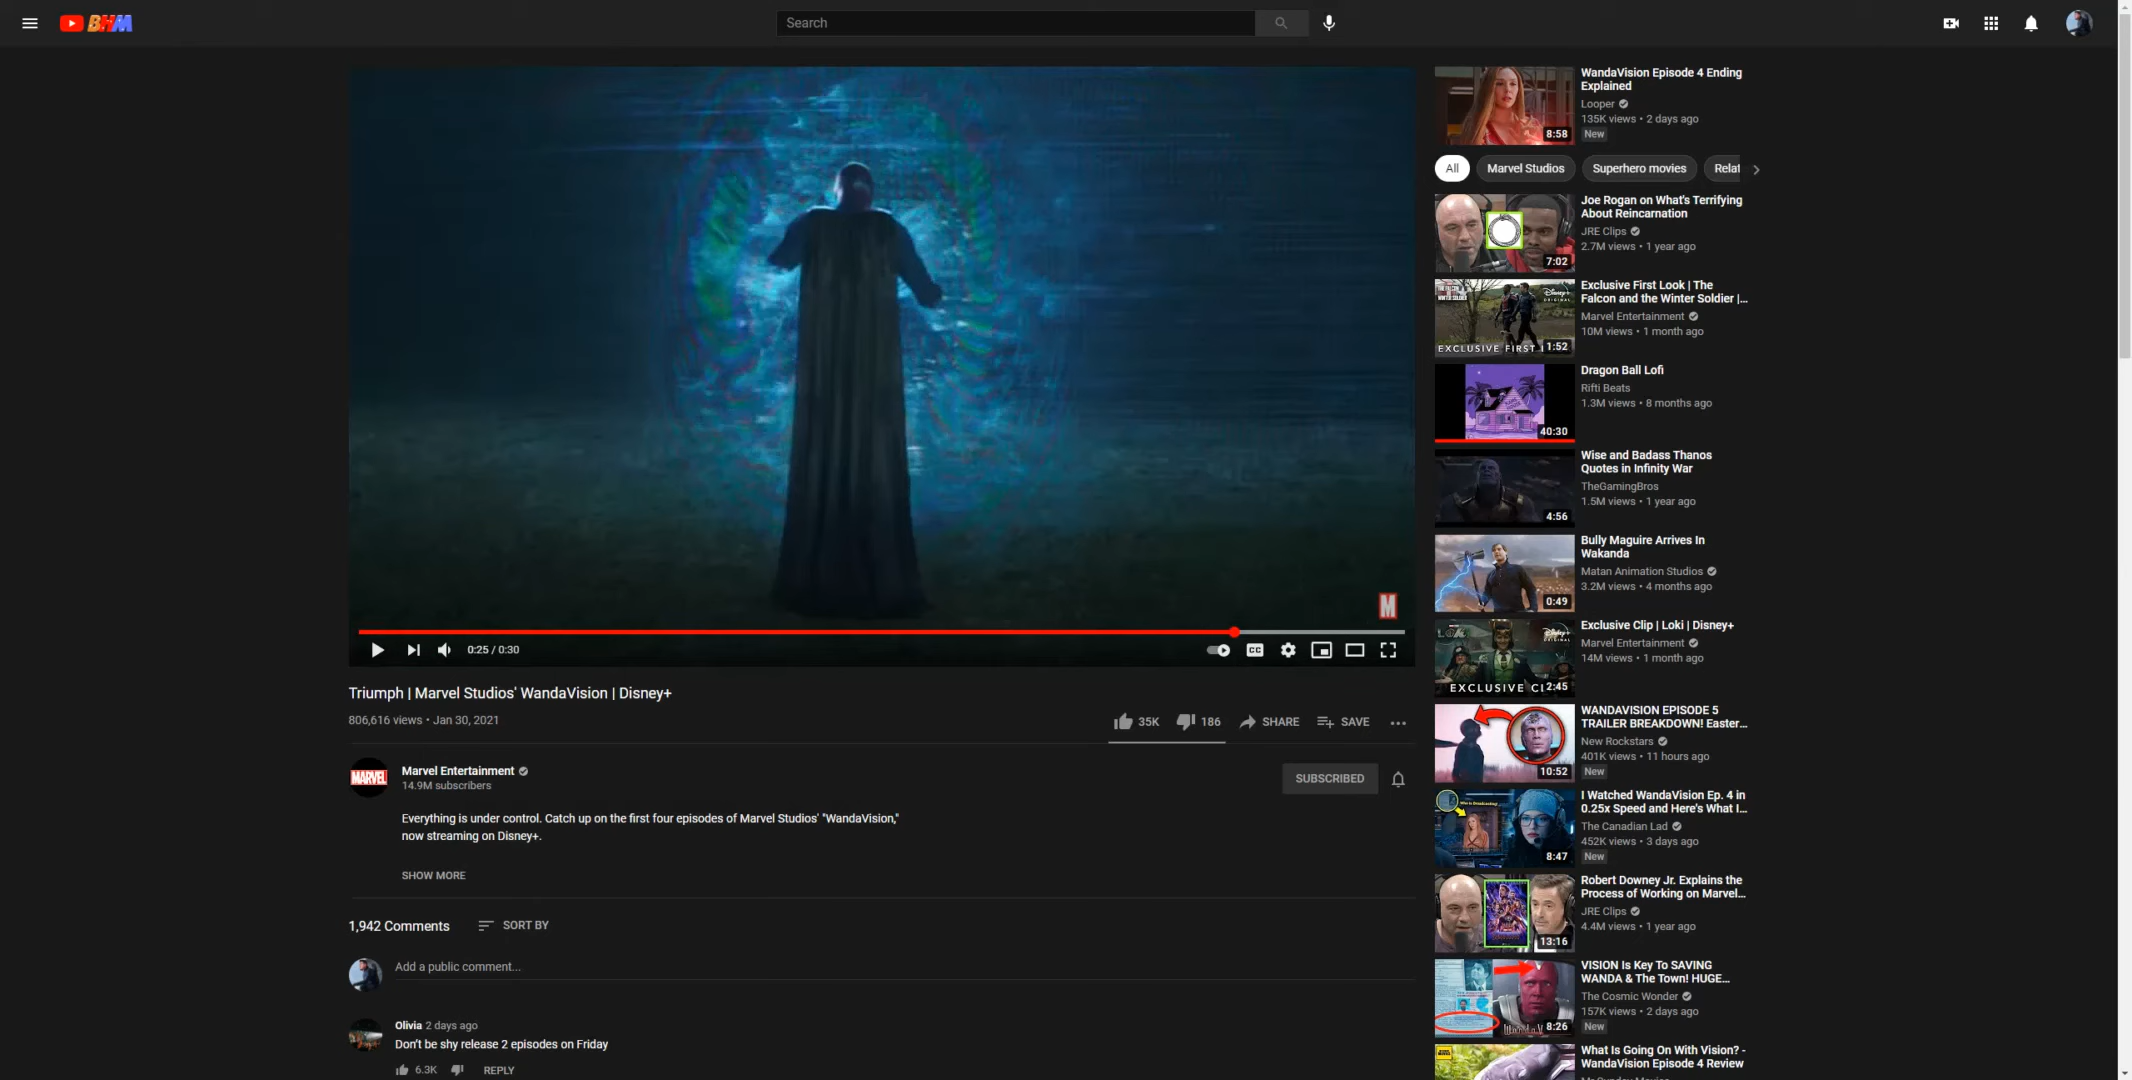 BHM
Search
M
0:25 / 0:30
CC
Triumph | Marvel Studios' WandaVision | Disney+
806,616 views • Jan 30, 2021
35K
186
SHARE
SAVE
MARVEL
Marvel Entertainment
14.9M subscribers
SUBSCRIBED
Everything is under control. Catch up on the first four episodes of Marvel Studios' "WandaVision,"
now streaming on Disney+.
SHOW MORE
1,942 Comments
SORT BY
Add a public comment...
Olivia 2 days ago
Don't be shy release 2 episodes on Friday
6.3K
REPLY
8:58
WandaVision Episode 4 Ending
Explained
Looper
135K views • 2 days ago
New
All
Marvel Studios
Superhero movies
Relat
7:02
Joe Rogan on What's Terrifying
About Reincarnation
JRE Clips
2.7M views • 1 year ago
Disney+
ORIGINAL
EXCLUSIVE FIRST
1:52
Exclusive First Look | The
Falcon and the Winter Soldier |...
Marvel Entertainment
10M views • 1 month ago
40:30
Dragon Ball Lofi
Rifti Beats
1.3M views • 8 months ago
4:56
Wise and Badass Thanos
Quotes in Infinity War
TheGamingBros
1.5M views • 1 year ago
0:49
Bully Maguire Arrives In
Wakanda
Matan Animation Studios
3.2M views • 4 months ago
LOKI
Disney+
ORIGINAL
EXCLUSIVE CL
2:45
Exclusive Clip | Loki | Disney+
Marvel Entertainment
14M views • 1 month ago
10:52
WANDAVISION EPISODE 5
TRAILER BREAKDOWN! Easter...
New Rockstars
401K views • 11 hours ago
New
8:47
I Watched WandaVision Ep. 4 in
0.25x Speed and Here's What I...
The Canadian Lad
452K views • 3 days ago
New
13:16
Robert Downey Jr. Explains the
Process of Working on Marvel...
JRE Clips
4.4M views • 1 year ago
8:26
VISION Is Key To SAVING
WANDA & The Town! HUGE...
The Cosmic Wonder
157K views • 2 days ago
New
What Is Going On With Vision? -
WandaVision Episode 4 Review